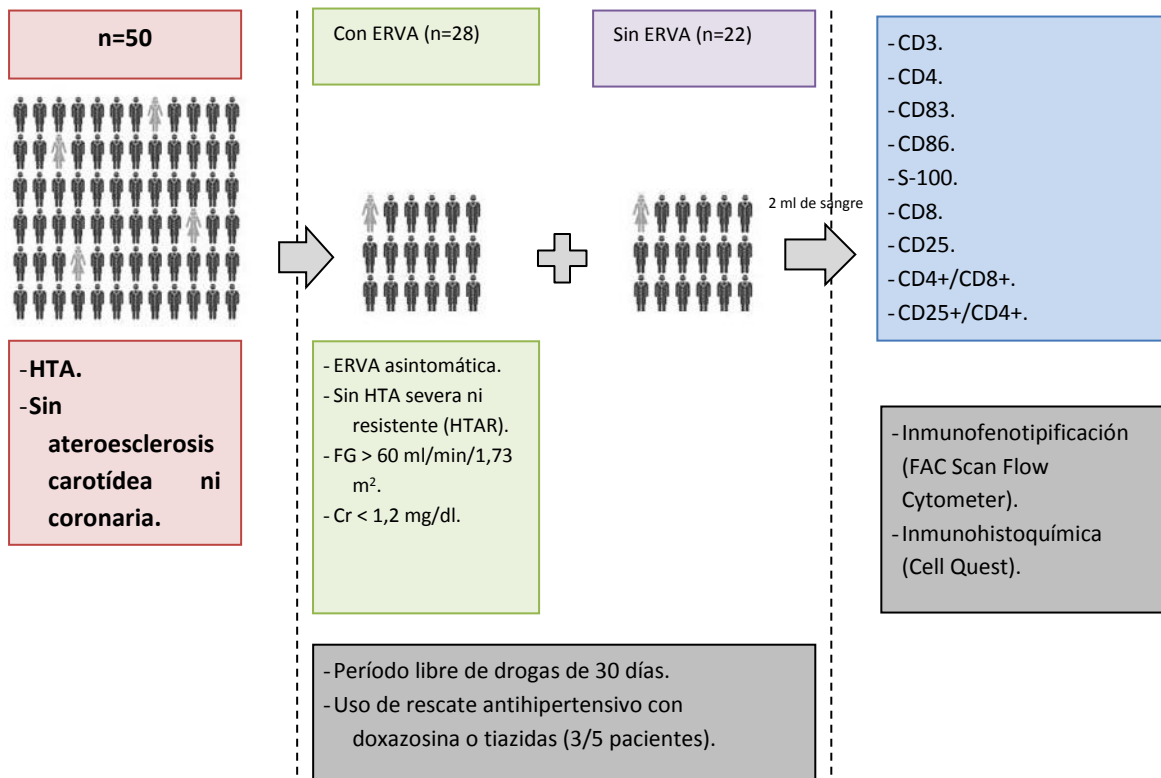 n=50
-HTA.
-Sin
ateroesclerosis
carotídea ni
coronaria.
Con ERVA (n=28)
Sin ERVA (n=22)
-ERVA asintomática.
-Sin HTA severa ni
resistente (HTAR).
-FG > 60 ml/min/1,73
m².
-Cr < 1,2 mg/dl.
-Período libre de drogas de 30 días.
-Uso de rescate antihipertensivo con
doxazosina o tiazidas (3/5 pacientes).
2 ml de sangre
-CD3.
-CD4.
-CD83.
-CD86.
-S-100.
-CD8.
-CD25.
-CD4+/CD8+.
-CD25+/CD4+.
-Inmunofenotipificación
(FAC Scan Flow
Cytometer).
-Inmunohistoquímica
(Cell Quest).